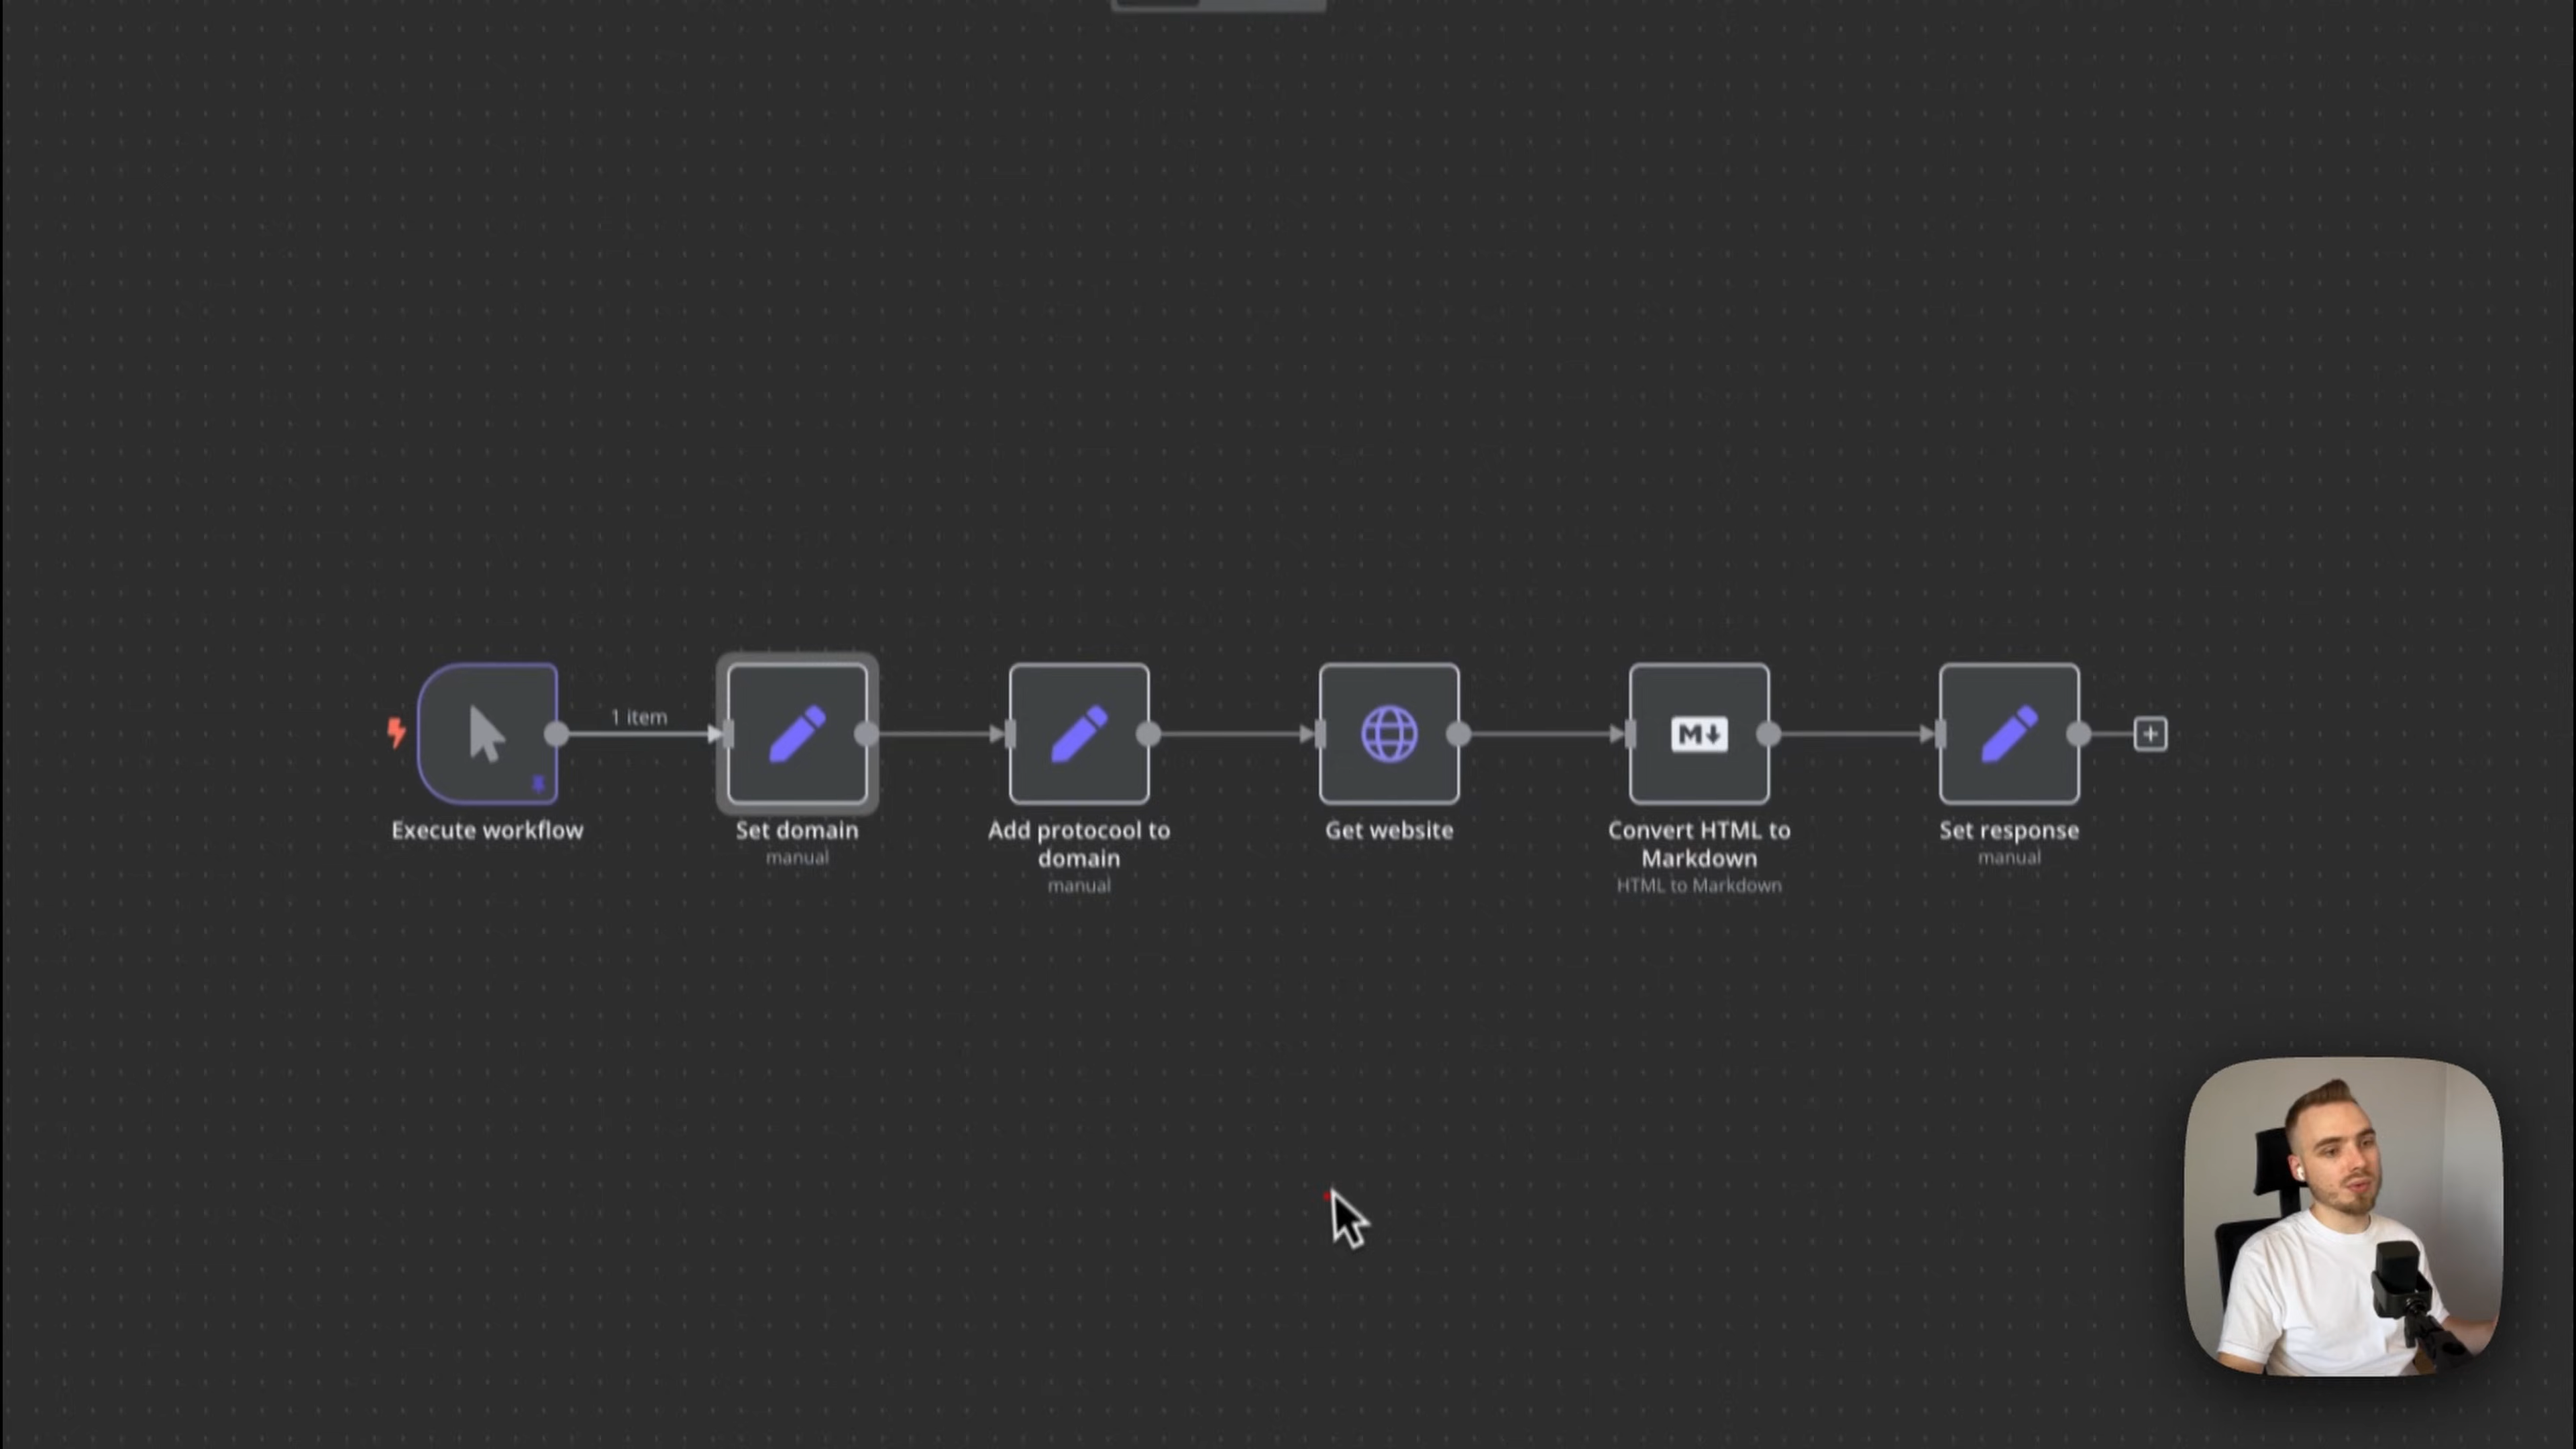 1 item
Execute workflow
Set domain
manual
Add protocool to
domain
manual
Get website
M
Convert HTML to
Markdown
HTML to Markdown
Set response
manual